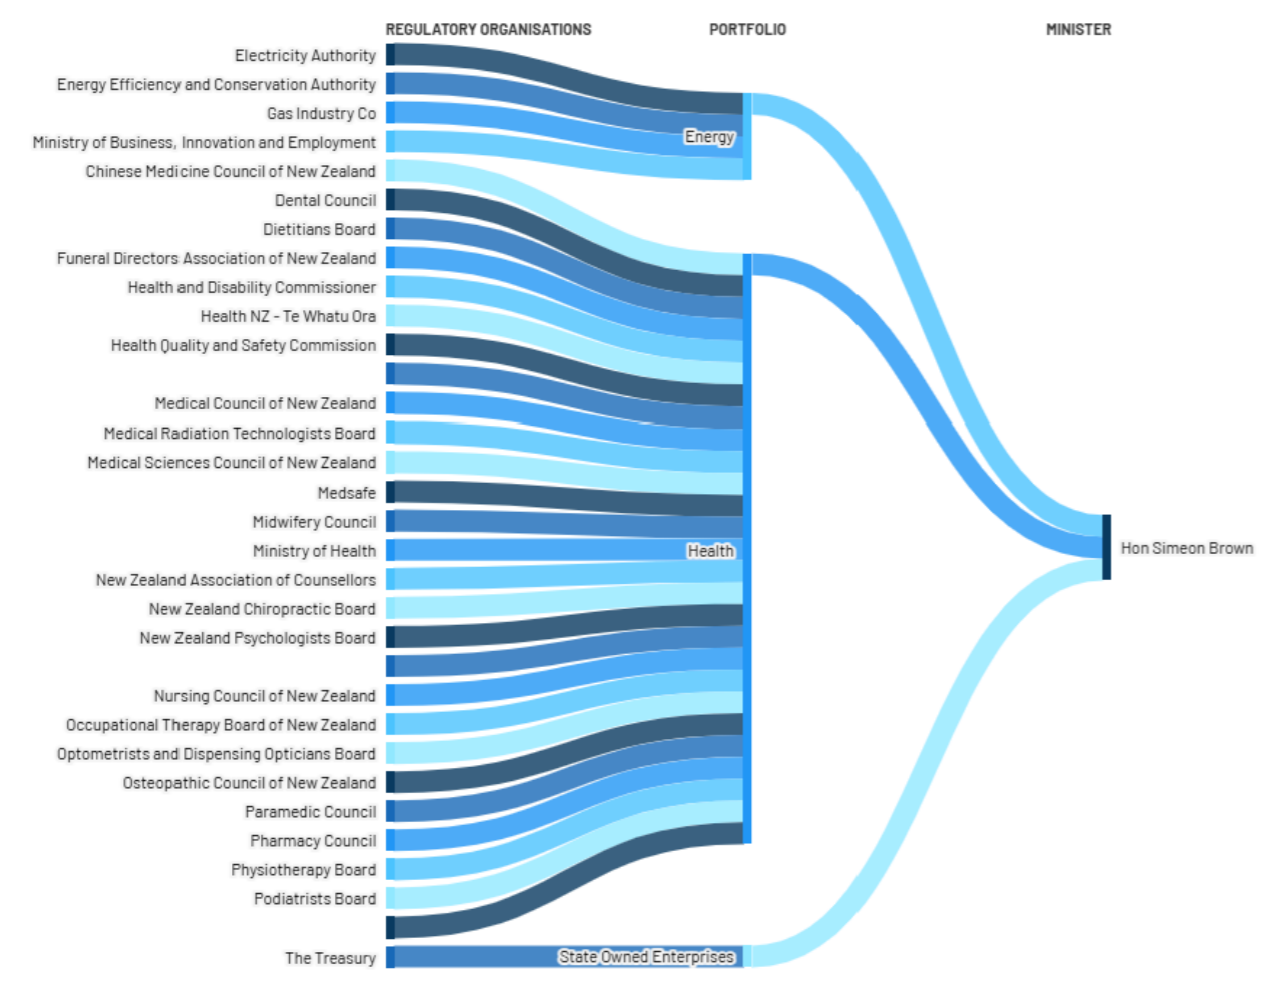 REGULATORY ORGANISATIONS PORTFOLIO MINISTER
Electricity Authority
Energy Efficiency and Conservation Authority
Gas Industry Co
Energy
Ministry of Business, Innovation and Employment
Chinese Medicine Council of New Zealand
Dental Council
Dietitians Board
Funeral Directors Association of New Zealand
Health and Disability Commissioner
Health NZ - Te Whatu Ora
Health Quality and Safety Commission
Medical Council of New Zealand
Medical Radiation Technologists Board
Medical Sciences Council of New Zealand
Medsafe
Midwifery Council
Ministry of Health
Health
Hon Simeon Brown
New Zealand Association of Counsellors
New Zealand Chiropractic Board
New Zealand Psychologists Board
Nursing Council of New Zealand
Occupational Therapy Board of New Zealand
Optometrists and Dispensing Opticians Board
Osteopathic Council of New Zealand
Paramedic Council
Pharmacy Council
Physiotherapy Board
Podiatrists Board
The Treasury
State Owned Enterprises